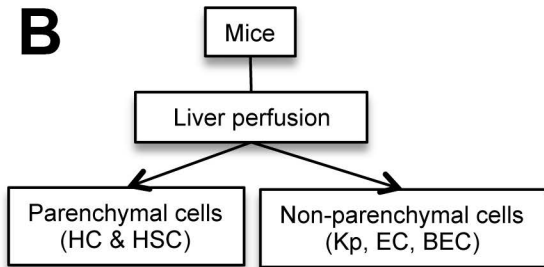 B
Mice
Liver perfusion
Parenchymal cells
(HC & HSC)
Non-parenchymal cells
(Kp, EC, BEC)